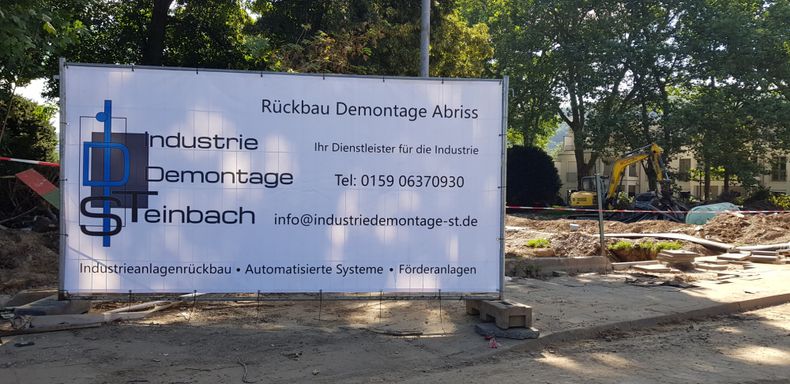 Rückbau Demontage Abriss
Ihr Dienstleister für die Industrie
Tel: 0159 06370930
info@industriedemontage-st.de
IDST
Industrie
Demontage
STeinbach
Industrieanlagenrückbau • Automatisierte Systeme • Förderanlagen